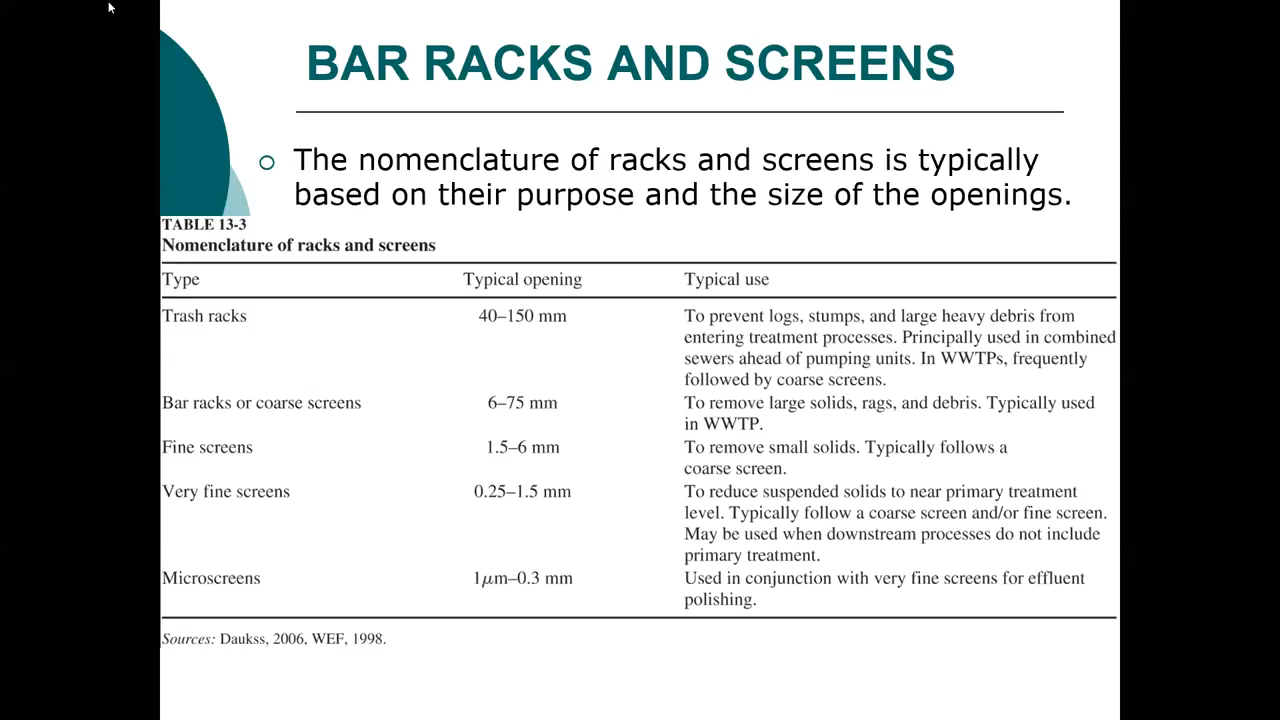 BAR RACKS AND SCREENS
The nomenclature of racks and screens is typically
based on their purpose and the size of the openings.
TABLE 13-3
Nomenclature of racks and screens
Type Typical opening Typical use
Trash racks 40–150 mm To prevent logs, stumps, and large heavy debris from
entering treatment processes. Principally used in combined
sewers ahead of pumping units. In WWTPs, frequently
followed by coarse screens.
Bar racks or coarse screens 6–75 mm To remove large solids, rags, and debris. Typically used
in WWTP.
Fine screens 1.5–6 mm To remove small solids. Typically follows a
coarse screen.
Very fine screens 0.25–1.5 mm To reduce suspended solids to near primary treatment
level. Typically follow a coarse screen and/or fine screen.
May be used when downstream processes do not include
primary treatment.
Microscreens 1μm–0.3 mm Used in conjunction with very fine screens for effluent
polishing.
Sources: Daukss, 2006, WEF, 1998.